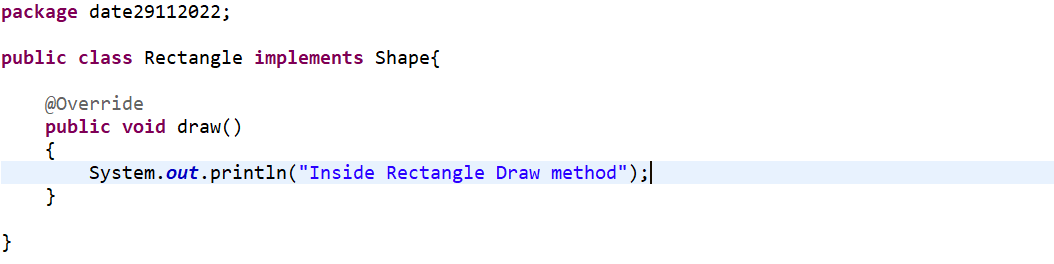 package date29112022;
public class Rectangle implements Shape{
@Override
public void draw()
{
System.out.println("Inside Rectangle Draw method");
}
}